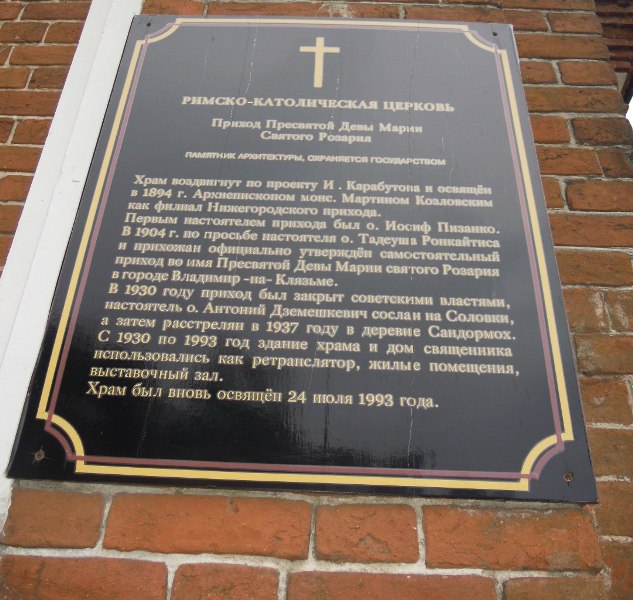 РИМСКО-КАТОЛИЧЕСКАЯ ЦЕРКОВЬ
Приход Пресвятой Девы Марии
Святого Розария
ПАМЯТНИК АРХИТЕКТУРЫ, ОХРАНЯЕТСЯ ГОСУДАРСТВОМ
Храм воздвигнут по проекту И . Карабутова и освящён
в 1894 г. Архиепископом монс. Мартином Козловским
как филиал Нижегородского прихода.
Первым настоятелем прихода был о. Иосиф Пизанко.
В 1904 г. по просьбе настоятеля о. Тадеуша Ронкайтиса
и прихожан официально утверждён самостоятельный
приход во имя Пресвятой Девы Марии святого Розария
в городе Владимир -на- Клязьме.
В 1930 году приход был закрыт советскими властями,
настоятель о. Антоний Дземешкевич сослан на Соловки,
а затем расстрелян в 1937 году в деревне Сандормох.
С 1930 по 1993 год здание храма и дом священника
использовались как ретранслятор, жилые помещения,
выставочный зал.
Храм был вновь освящён 24 июля 1993 года.